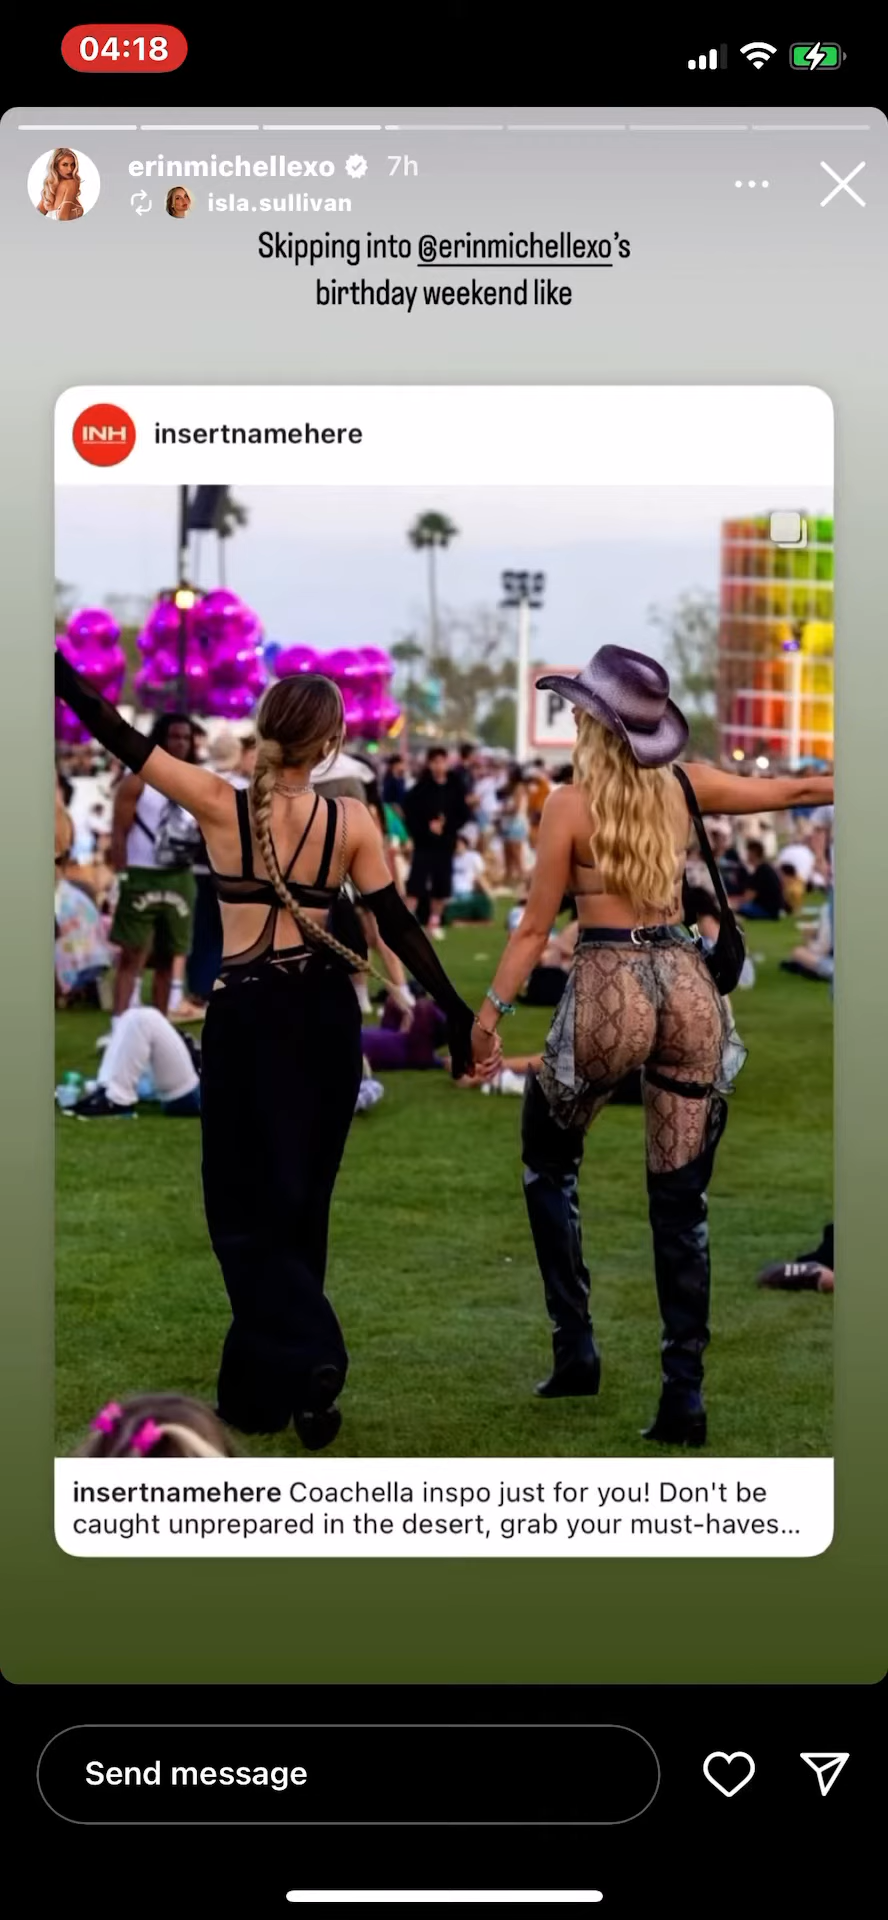 04:18
erinmichellexo 7h
isla.sullivan
Skipping into @erinmichellexo's
birthday weekend like
INH
insertnamehere
P
insertnamehere Coachella inspo just for you! Don't be
caught unprepared in the desert, grab your must-haves...
Send message